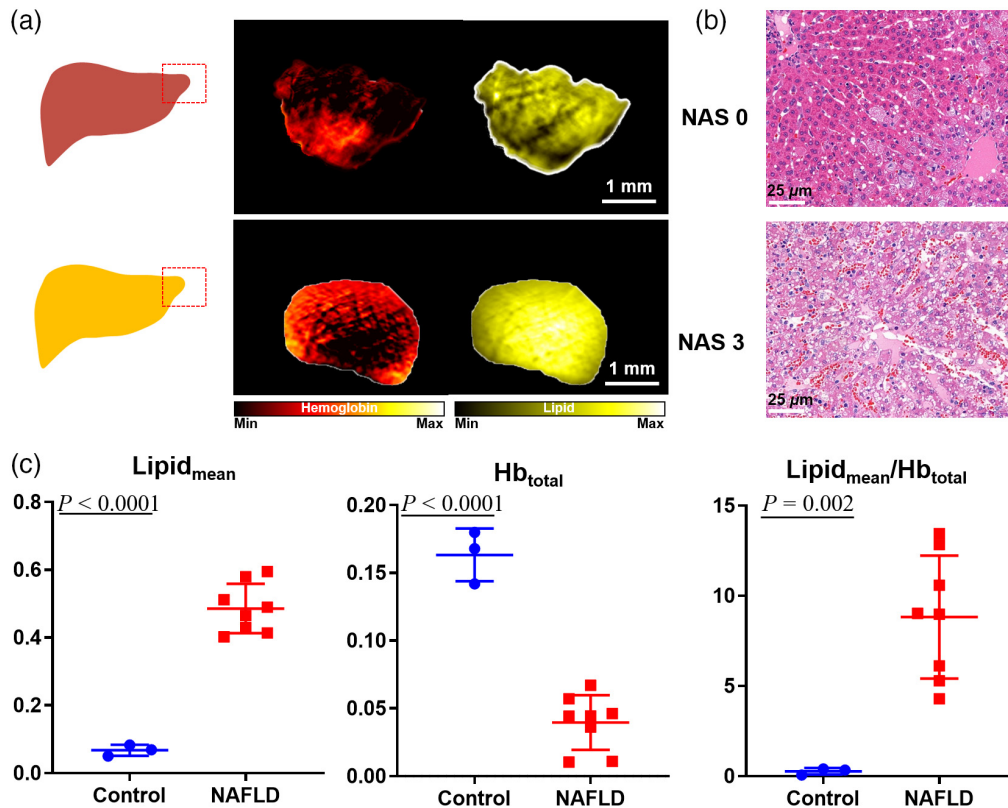 (a)
(b)
1 mm
NAS 0
25 µm
1 mm
NAS 3
25 µm
Hemoglobin
Min Max
Lipid
Min Max
(c)
Lipidmean
P < 0.0001
0.8
0.6
0.4
0.2
0.0
Control NAFLD
Hbtotal
P < 0.0001
0.20
0.15
0.10
0.05
0.00
Control NAFLD
Lipidmean/Hbtotal
P = 0.002
15
10
5
0
Control NAFLD